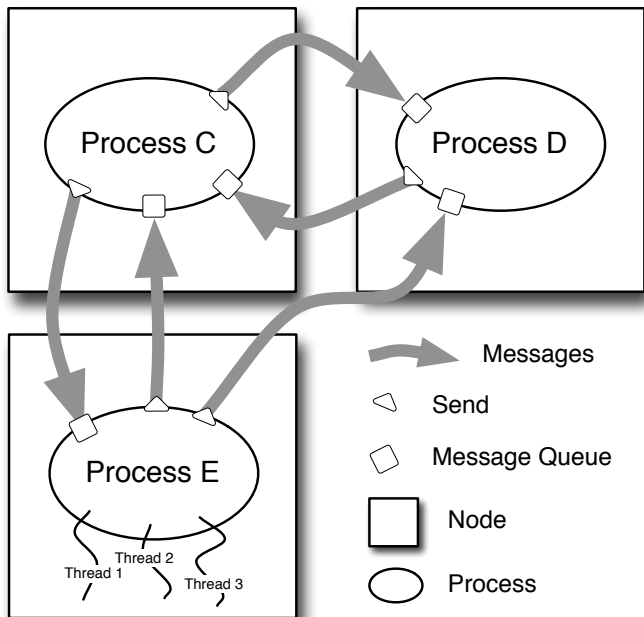 Process C
Process D
Process E
Thread 1
Thread 2
Thread 3
Messages
Send
Message Queue
Node
Process